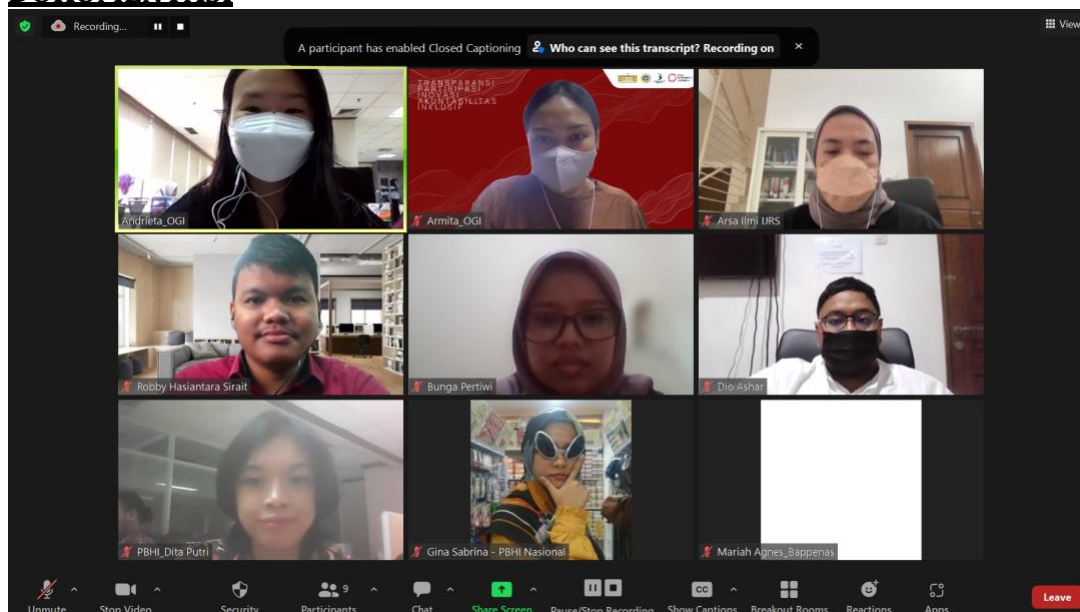 Recording...
View
A participant has enabled Closed Captioning Who can see this transcript? Recording on
TRANSPARANSI
PARTISIPASI
INOVASI
AKUNTABILITAS
INKLUSIF
Andrieta_OGI
Armita_OGI
Arsa Ilmi IJRS
Robby Hasiantara Sirait
Bunga Pertiwi
Dio Ashar
PBHI_Dita Putri
Gina Sabrina - PBHI Nasional
Mariah Agnes_Bappenas
9
CC
Unmute Stop Video Security Participants Chat Share Screen Pause/Stop Recording Show Captions Breakout Rooms Reactions Apps
Leave